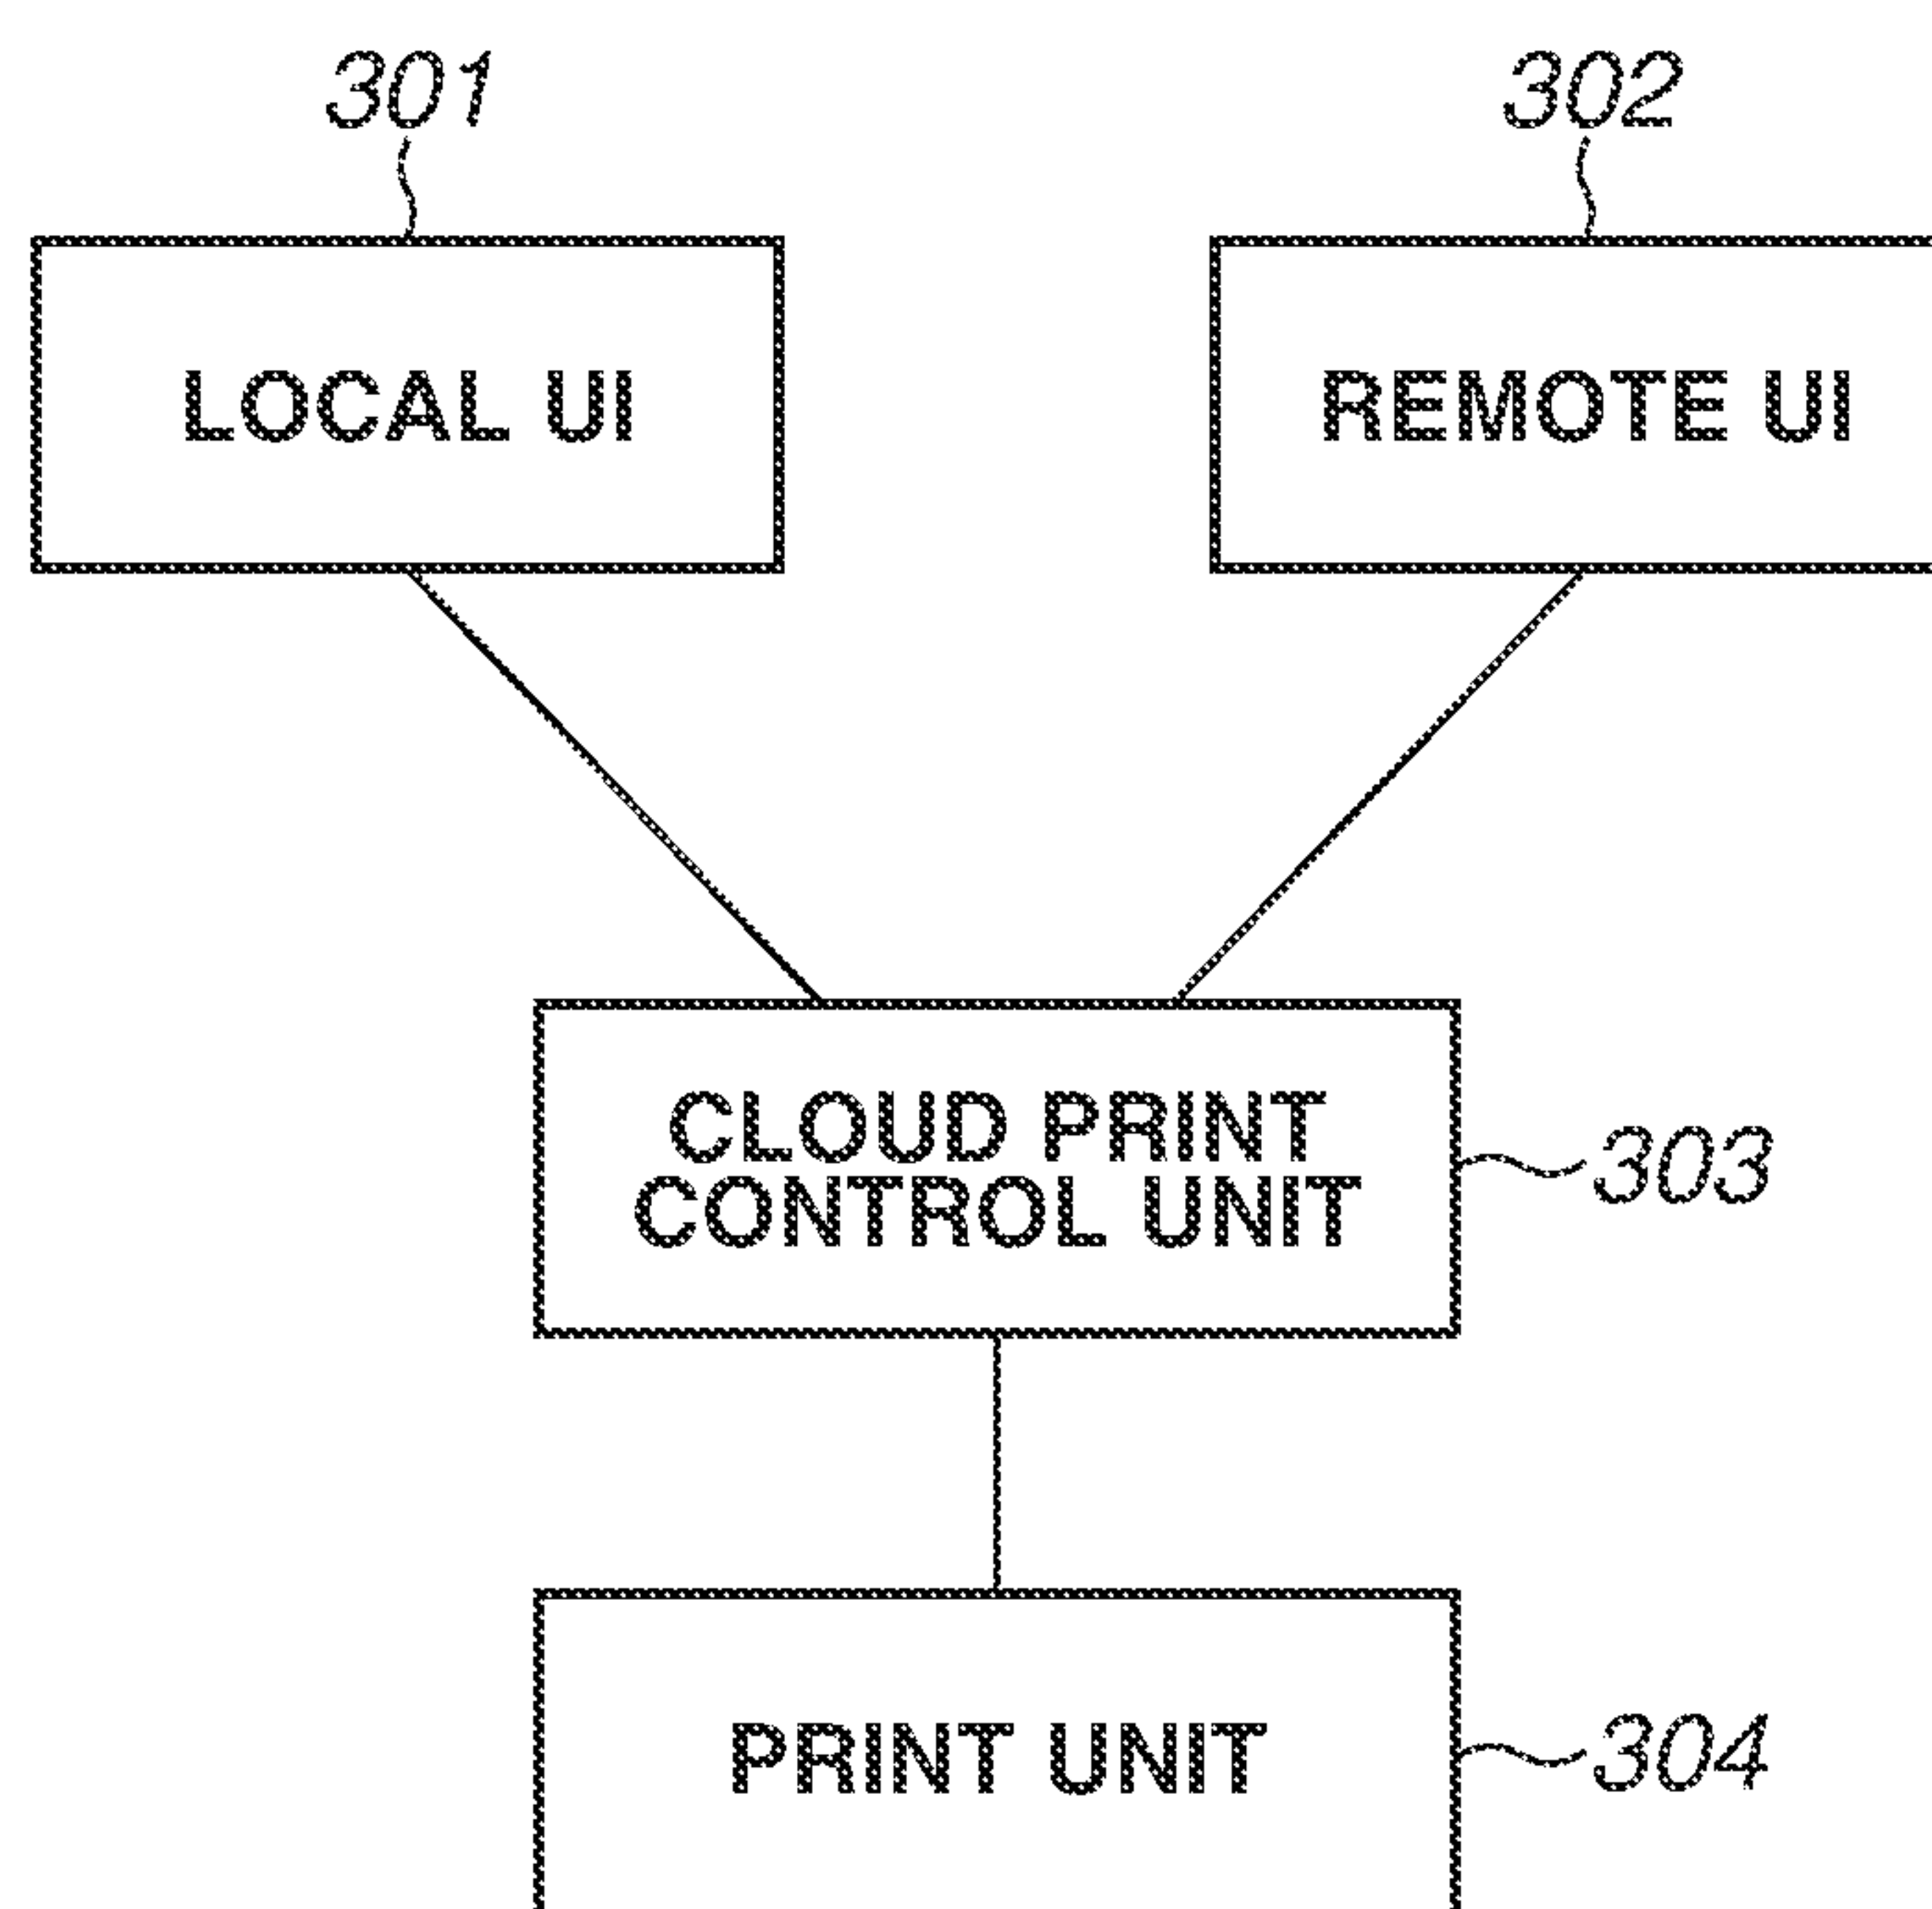 301
302
LOCAL UI
REMOTE UI
CLOUD PRINT
CONTROL UNIT
303
PRINT UNIT
304